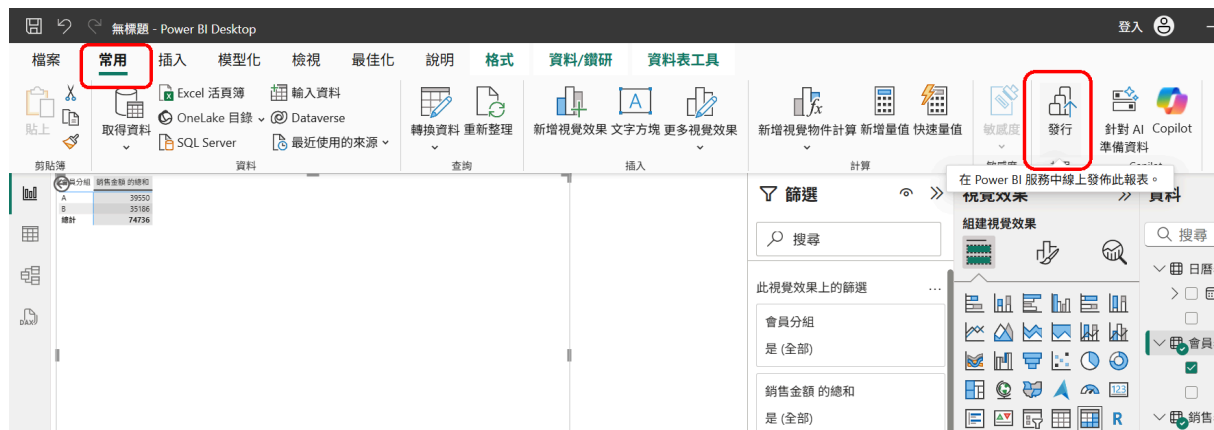 無標題 - Power BI Desktop
登入
檔案 常用 插入 模型化 檢視 最佳化 說明 格式 資料/鑽研 資料表工具
貼上
剪貼簿
取得資料
Excel 活頁簿
OneLake 目錄
SQL Server
輸入資料
Dataverse
最近使用的來源
資料
轉換資料 重新整理
查詢
新增視覺效果 文字方塊 更多視覺效果
A
插入
新增視覺物件計算 新增量值 快速量值
計算
敏感度
發行
針對 AI
準備資料
Copilot
在 Power BI 服務中線上發佈此報表。
銷售金額 的總和
A 39550
B 35186
總計 74736
DAX
篩選
搜尋
此視覺效果上的篩選 ...
會員分組
是 (全部)
銷售金額 的總和
是 (全部)
視覺效果
組建視覺效果
123
R
資料
搜尋
日曆
會員
銷售